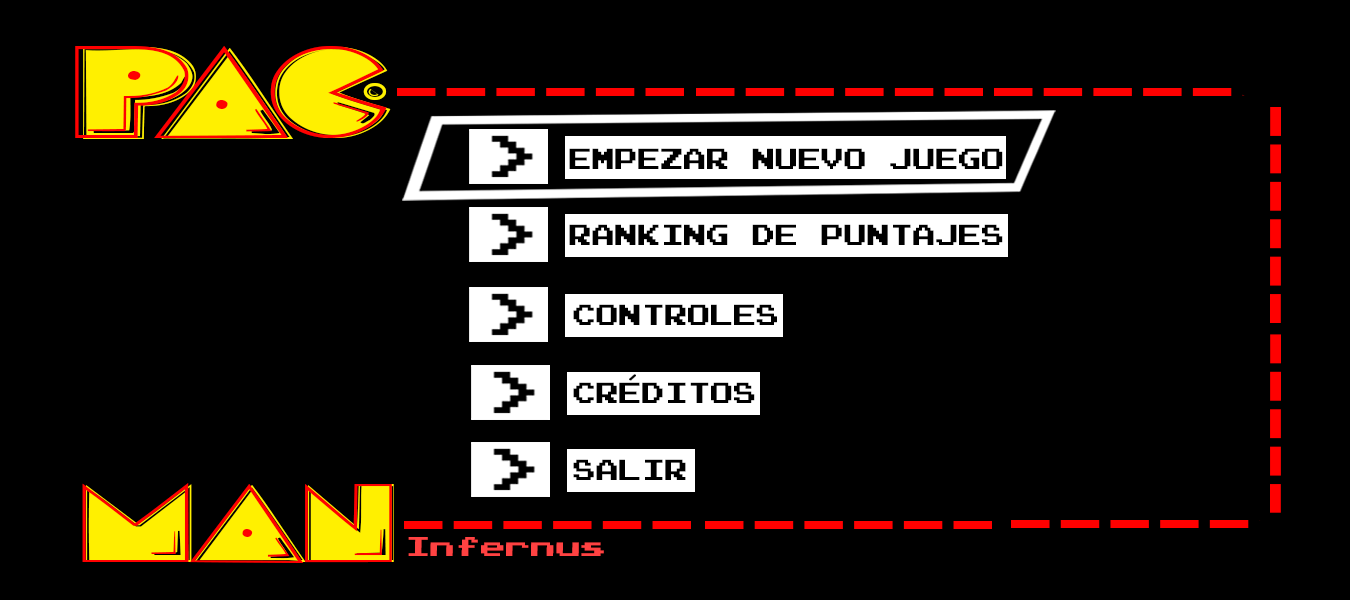 PAC
> EMPEZAR NUEVO JUEGO
> RANKING DE PUNTAJES
> CONTROLES
> CRÉDITOS
> SALIR
MAN
Infernus